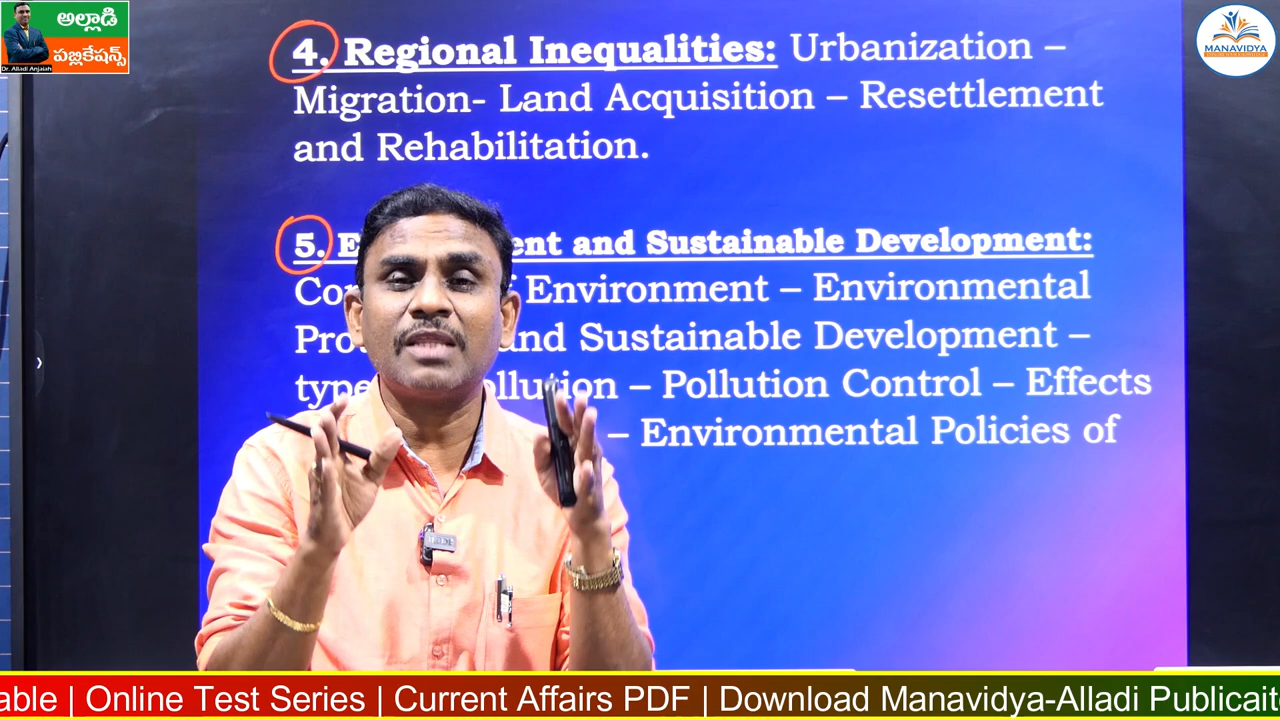 అల్లాడి
పబ్లికేషన్స్
Dr. Alladi Anjaiah
MANAVIDYA
4. Regional Inequalities: Urbanization –
Migration- Land Acquisition – Resettlement
and Rehabilitation.
5. ent and Sustainable Development:
Environment – Environmental
and Sustainable Development –
Pollution Control – Effects
– Environmental Policies of
able | Online Test Series | Current Affairs PDF | Download Manavidya-Alladi Publicait